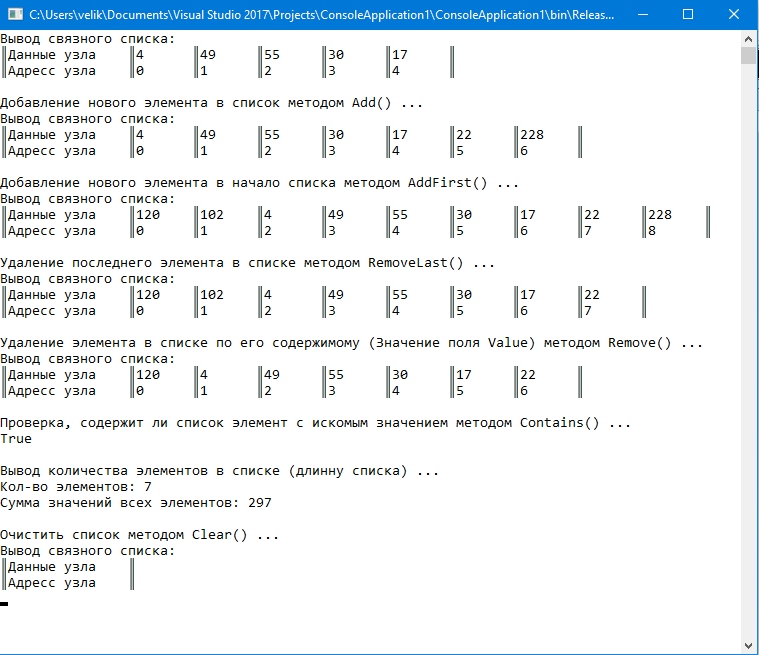 C:\Users\velik\Documents\Visual Studio 2017\Projects\ConsoleApplication1\ConsoleApplication1\bin\Releas...
Вывод связного списка:
Данные узла 4 49 55 30 17
Адресс узла 0 1 2 3 4
Добавление нового элемента в список методом Add() ...
Вывод связного списка:
Данные узла 4 49 55 30 17 22 228
Адресс узла 0 1 2 3 4 5 6
Добавление нового элемента в начало списка методом AddFirst() ...
Вывод связного списка:
Данные узла 120 102 4 49 55 30 17 22 228
Адресс узла 0 1 2 3 4 5 6 7 8
Удаление последнего элемента в списке методом RemoveLast() ...
Вывод связного списка:
Данные узла 120 102 4 49 55 30 17 22
Адресс узла 0 1 2 3 4 5 6 7
Удаление элемента в списке по его содержимому (Значение поля Value) методом Remove() ...
Вывод связного списка:
Данные узла 120 4 49 55 30 17 22
Адресс узла 0 1 2 3 4 5 6
Проверка, содержит ли список элемент с искомым значением методом Contains() ...
True
Вывод количества элементов в списке (длинну списка) ...
Кол-во элементов: 7
Сумма значений всех элементов: 297
Очистить список методом Clear() ...
Вывод связного списка:
Данные узла
Адресс узла